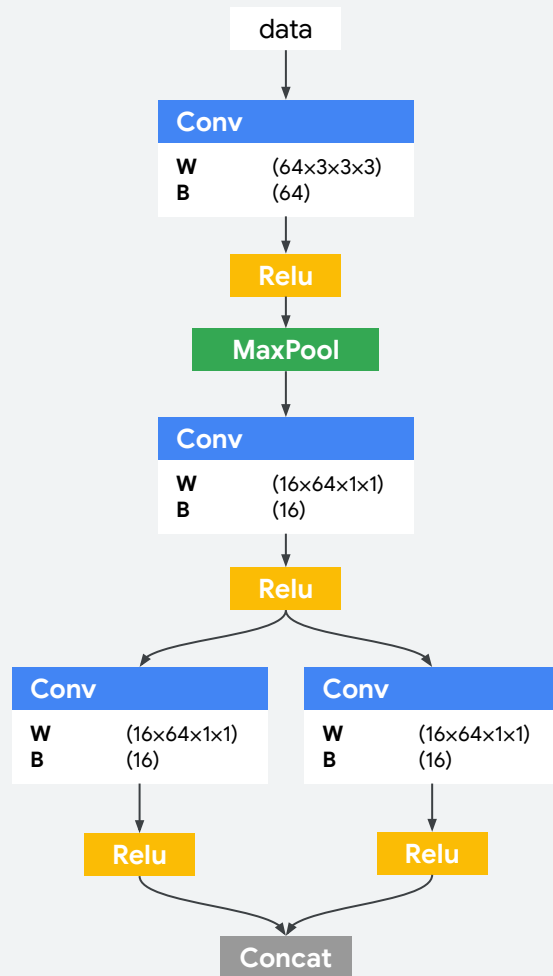 data
Conv
W (64×3×3×3)
B (64)
Relu
MaxPool
Conv
W (16×64×1×1)
B (16)
Relu
Conv
W (16×64×1×1)
B (16)
Relu
Conv
W (16×64×1×1)
B (16)
Relu
Concat